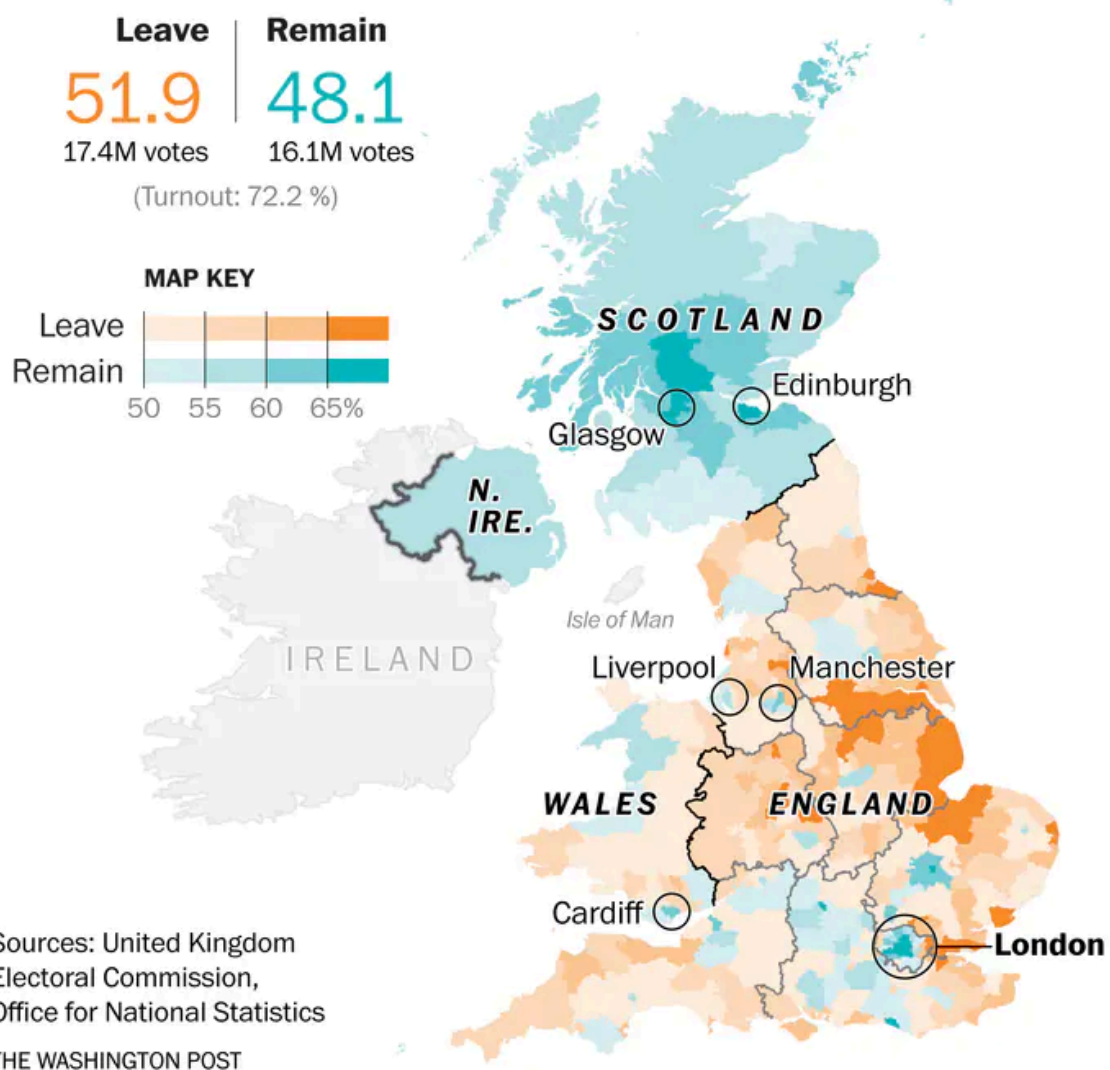 Leave
Remain
51.9
48.1
17.4M votes
16.1M votes
(Turnout: 72.2 %)
MAP KEY
Leave
Remain
50 55 60 65%
SCOTLAND
Edinburgh
Glasgow
N.
IRE.
Isle of Man
IRELAND
Liverpool
Manchester
WALES
ENGLAND
Cardiff
London
Sources: United Kingdom
Electoral Commission,
Office for National Statistics
THE WASHINGTON POST